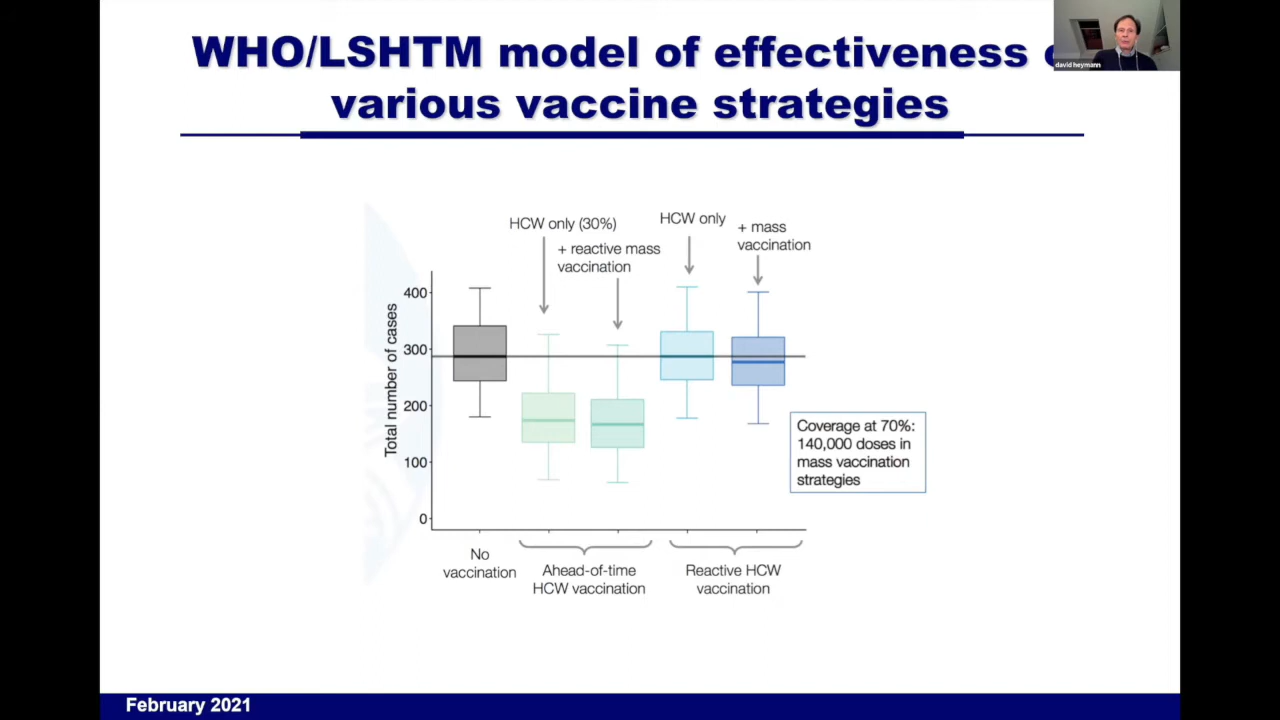 WHO/LSHTM model of effectiveness
various vaccine strategies
david heymann
HCW only (30%)
+ reactive mass
vaccination
HCW only
+ mass
vaccination
Total number of cases
400
300
200
100
0
Coverage at 70%:
140,000 doses in
mass vaccination
strategies
No
vaccination
Ahead-of-time
HCW vaccination
Reactive HCW
vaccination
February 2021